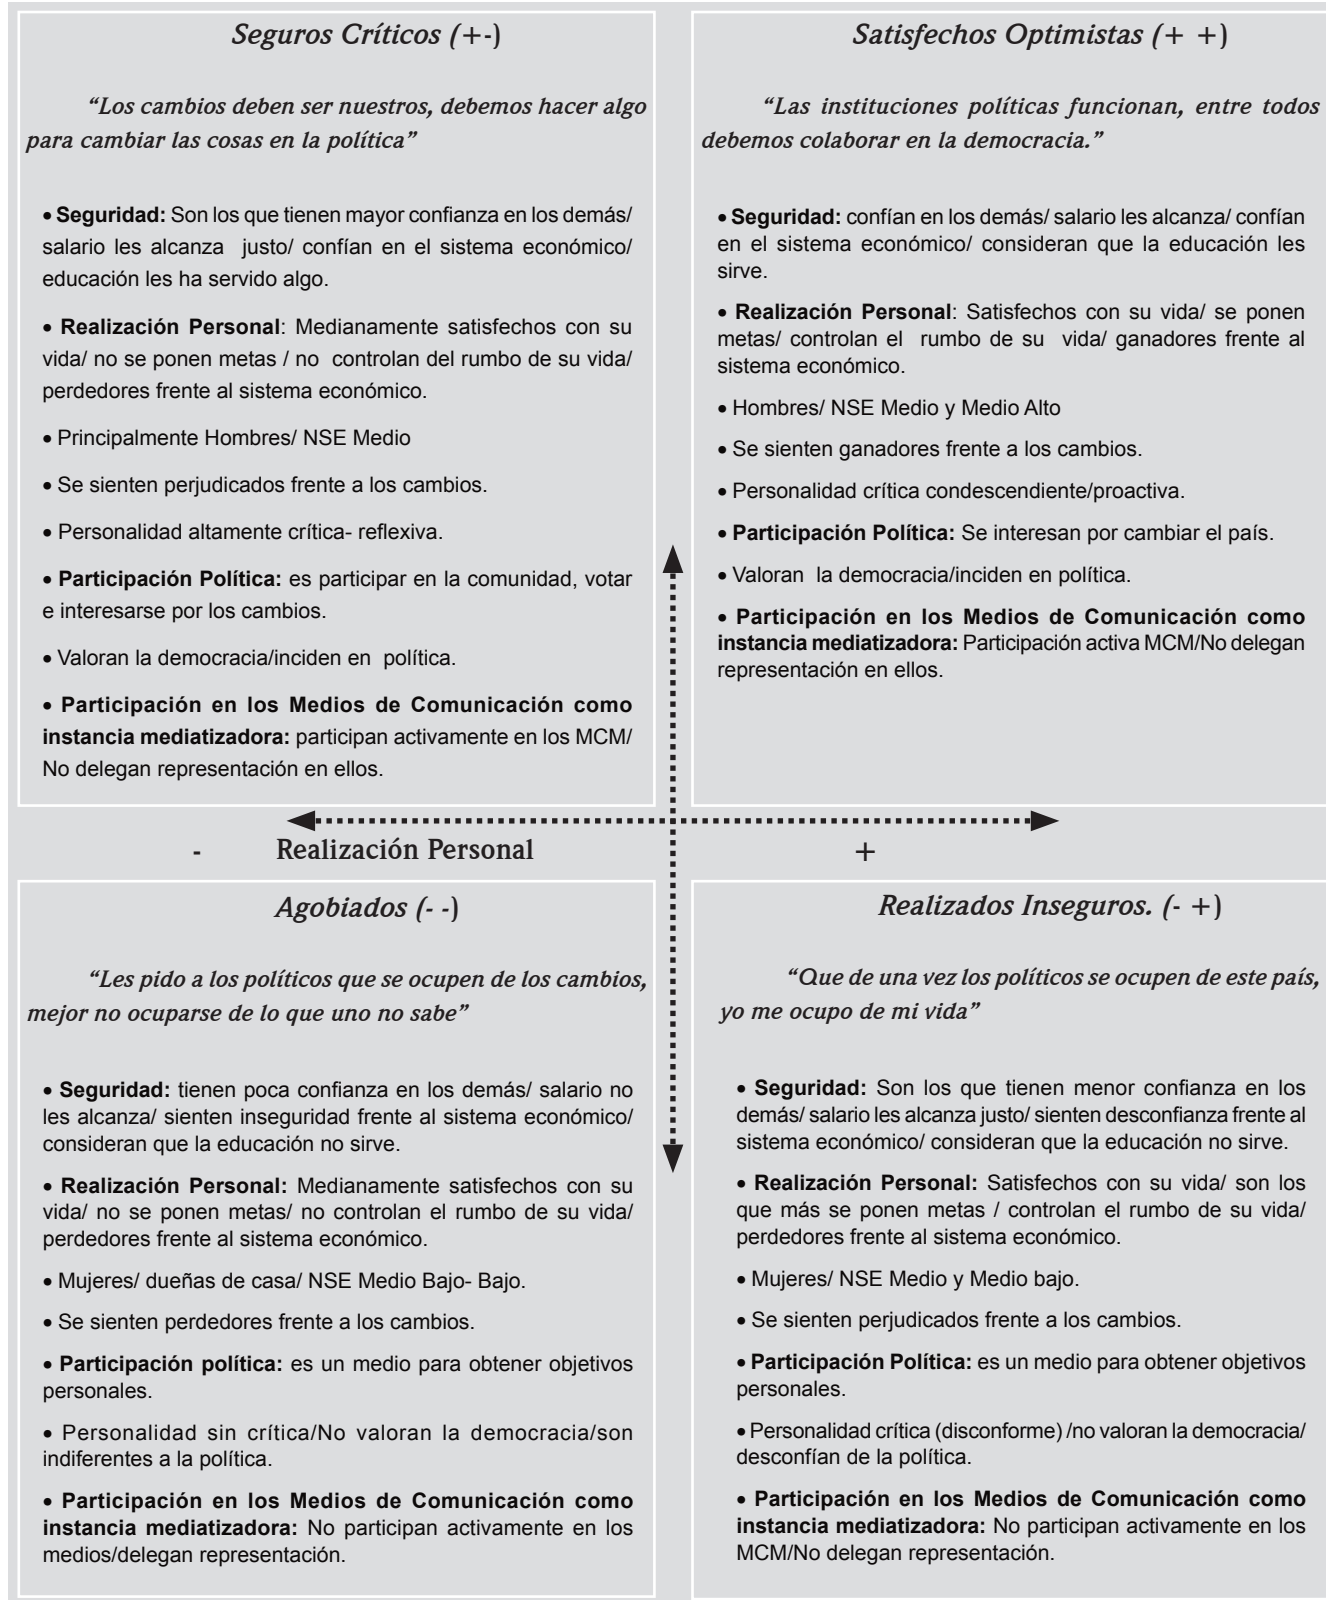 Seguros Críticos (+-)
“Los cambios deben ser nuestros, debemos hacer algo
para cambiar las cosas en la política”
• Seguridad: Son los que tienen mayor confianza en los demás/
salario les alcanza justo/ confían en el sistema económico/
educación les ha servido algo.
• Realización Personal: Medianamente satisfechos con su
vida/ no se ponen metas / no controlan del rumbo de su vida/
perdedores frente al sistema económico.
• Principalmente Hombres/ NSE Medio
• Se sienten perjudicados frente a los cambios.
• Personalidad altamente crítica- reflexiva.
• Participación Política: es participar en la comunidad, votar
e interesarse por los cambios.
• Valoran la democracia/inciden en política.
• Participación en los Medios de Comunicación como
instancia mediatizadora: participan activamente en los MCM/
No delegan representación en ellos.
Satisfechos Optimistas (+ +)
“Las instituciones políticas funcionan, entre todos
debemos colaborar en la democracia.”
• Seguridad: confían en los demás/ salario les alcanza/ confían
en el sistema económico/ consideran que la educación les
sirve.
• Realización Personal: Satisfechos con su vida/ se ponen
metas/ controlan el rumbo de su vida/ ganadores frente al
sistema económico.
• Hombres/ NSE Medio y Medio Alto
• Se sienten ganadores frente a los cambios.
• Personalidad crítica condescendiente/proactiva.
• Participación Política: Se interesan por cambiar el país.
• Valoran la democracia/inciden en política.
• Participación en los Medios de Comunicación como
instancia mediatizadora: Participación activa MCM/No delegan
representación en ellos.
- Realización Personal +
Agobiados (- -)
“Les pido a los políticos que se ocupen de los cambios,
mejor no ocuparse de lo que uno no sabe”
• Seguridad: tienen poca confianza en los demás/ salario no
les alcanza/ sienten inseguridad frente al sistema económico/
consideran que la educación no sirve.
• Realización Personal: Medianamente satisfechos con su
vida/ no se ponen metas/ no controlan el rumbo de su vida/
perdedores frente al sistema económico.
• Mujeres/ dueñas de casa/ NSE Medio Bajo- Bajo.
• Se sienten perdedores frente a los cambios.
• Participación política: es un medio para obtener objetivos
personales.
• Personalidad sin crítica/No valoran la democracia/son
indiferentes a la política.
• Participación en los Medios de Comunicación como
instancia mediatizadora: No participan activamente en los
medios/delegan representación.
Realizados Inseguros. (- +)
“Que de una vez los políticos se ocupen de este país,
yo me ocupo de mi vida”
• Seguridad: Son los que tienen menor confianza en los
demás/ salario les alcanza justo/ sienten desconfianza frente al
sistema económico/ consideran que la educación no sirve.
• Realización Personal: Satisfechos con su vida/ son los
que más se ponen metas / controlan el rumbo de su vida/
perdedores frente al sistema económico.
• Mujeres/ NSE Medio y Medio bajo.
• Se sienten perjudicados frente a los cambios.
• Participación Política: es un medio para obtener objetivos
personales.
• Personalidad crítica (disconforme) /no valoran la democracia/
desconfían de la política.
• Participación en los Medios de Comunicación como
instancia mediatizadora: No participan activamente en los
MCM/No delegan representación.